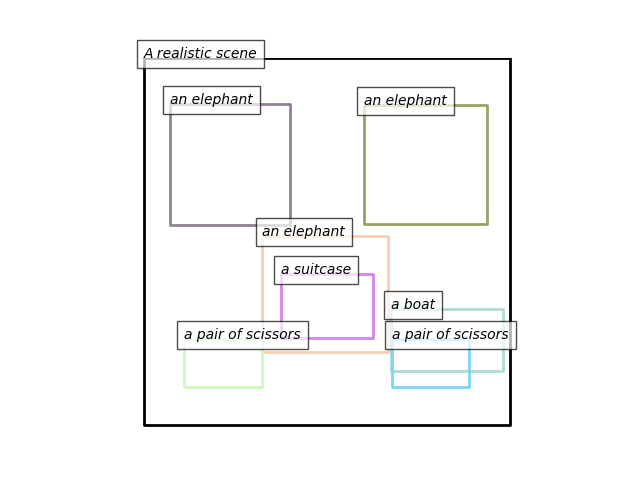 A realistic scene
an elephant
an elephant
an elephant
a suitcase
a boat
a pair of scissors
a pair of scissors